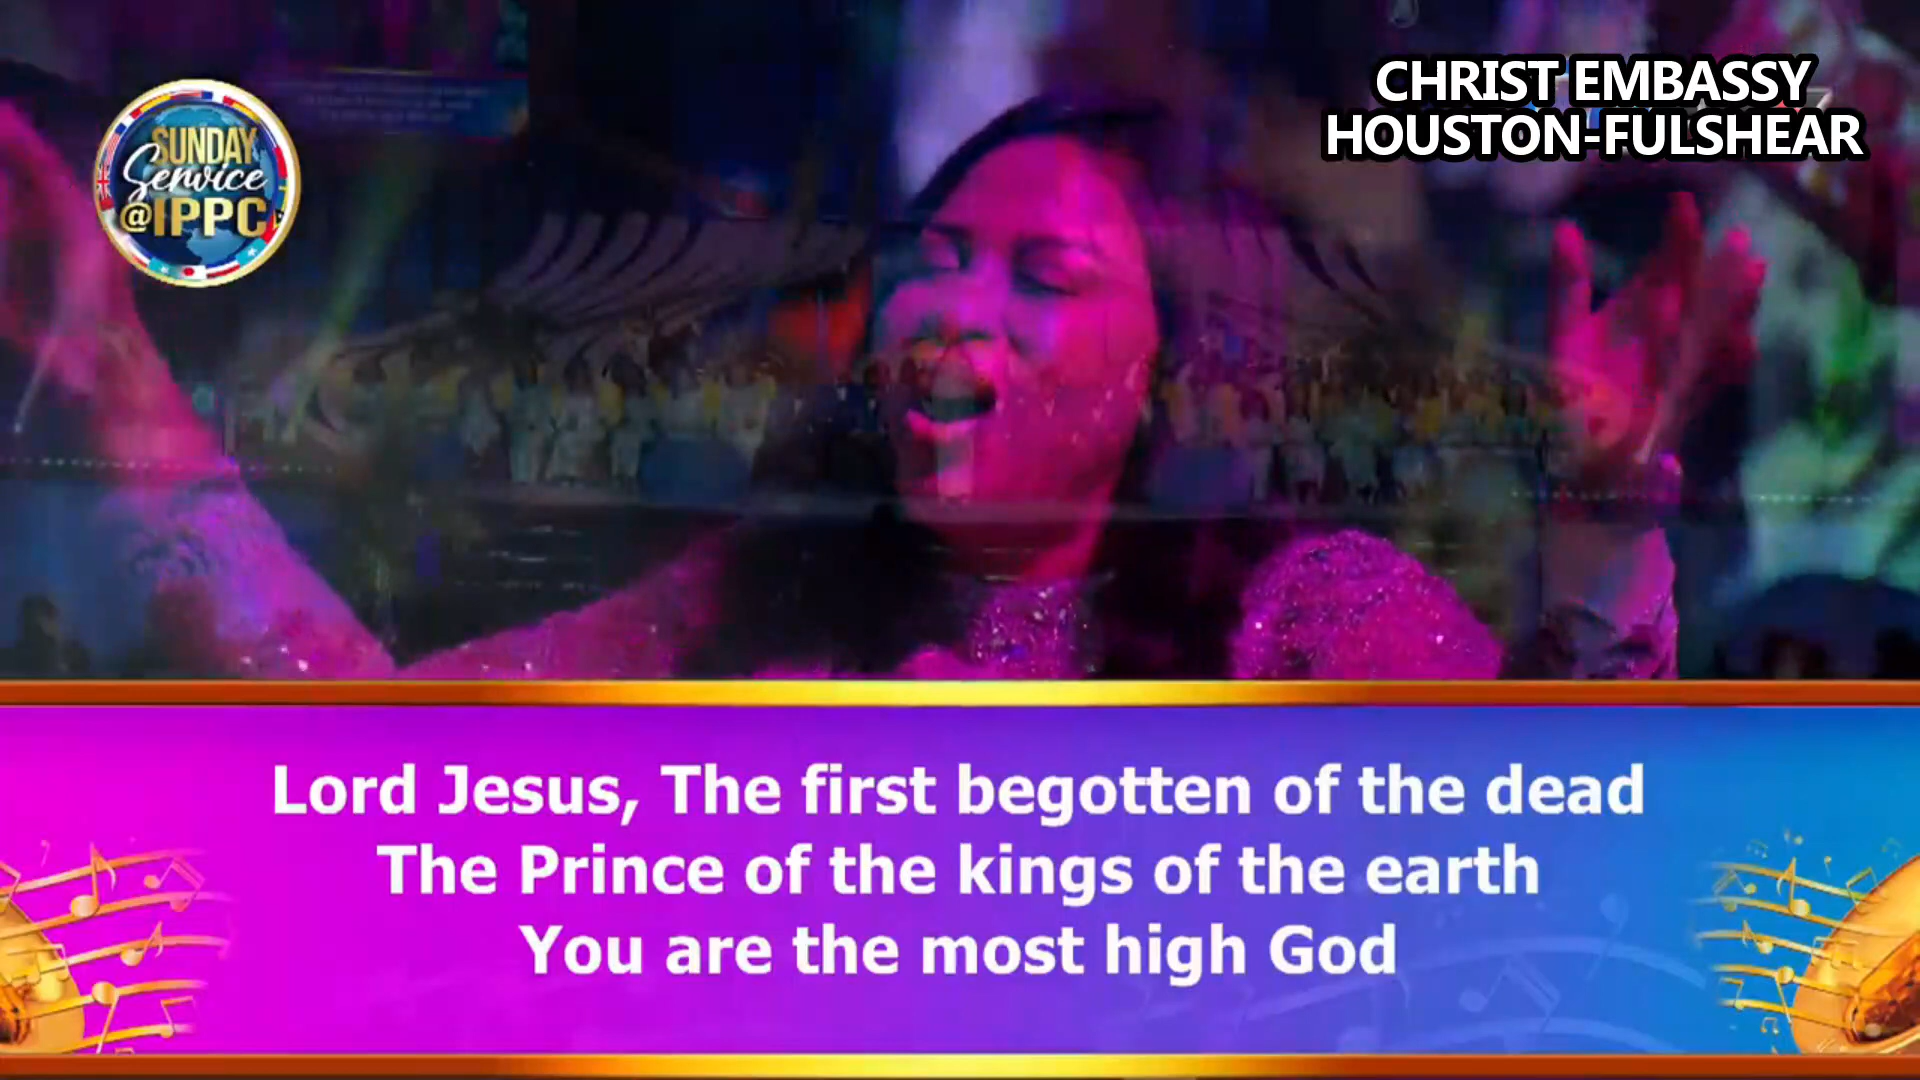 SUNDAY
Service
@IPPC
CHRIST EMBASSY
HOUSTON-FULSHEAR
Lord Jesus, The first begotten of the dead
The Prince of the kings of the earth
You are the most high God